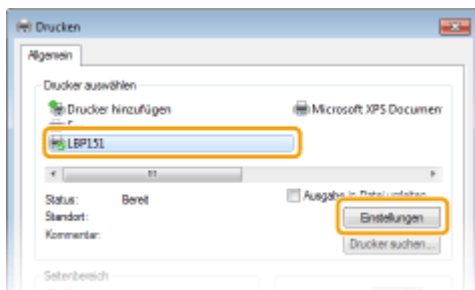 Drucken
Allgemein
Drucker auswählen
Drucker hinzufügen
Microsoft XPS Documen
LBP151
Status: Bereit
Ausgabe in Datei umleiten
Standort:
Einstellungen
Kommentar:
Drucker suchen...
Seitenbereich